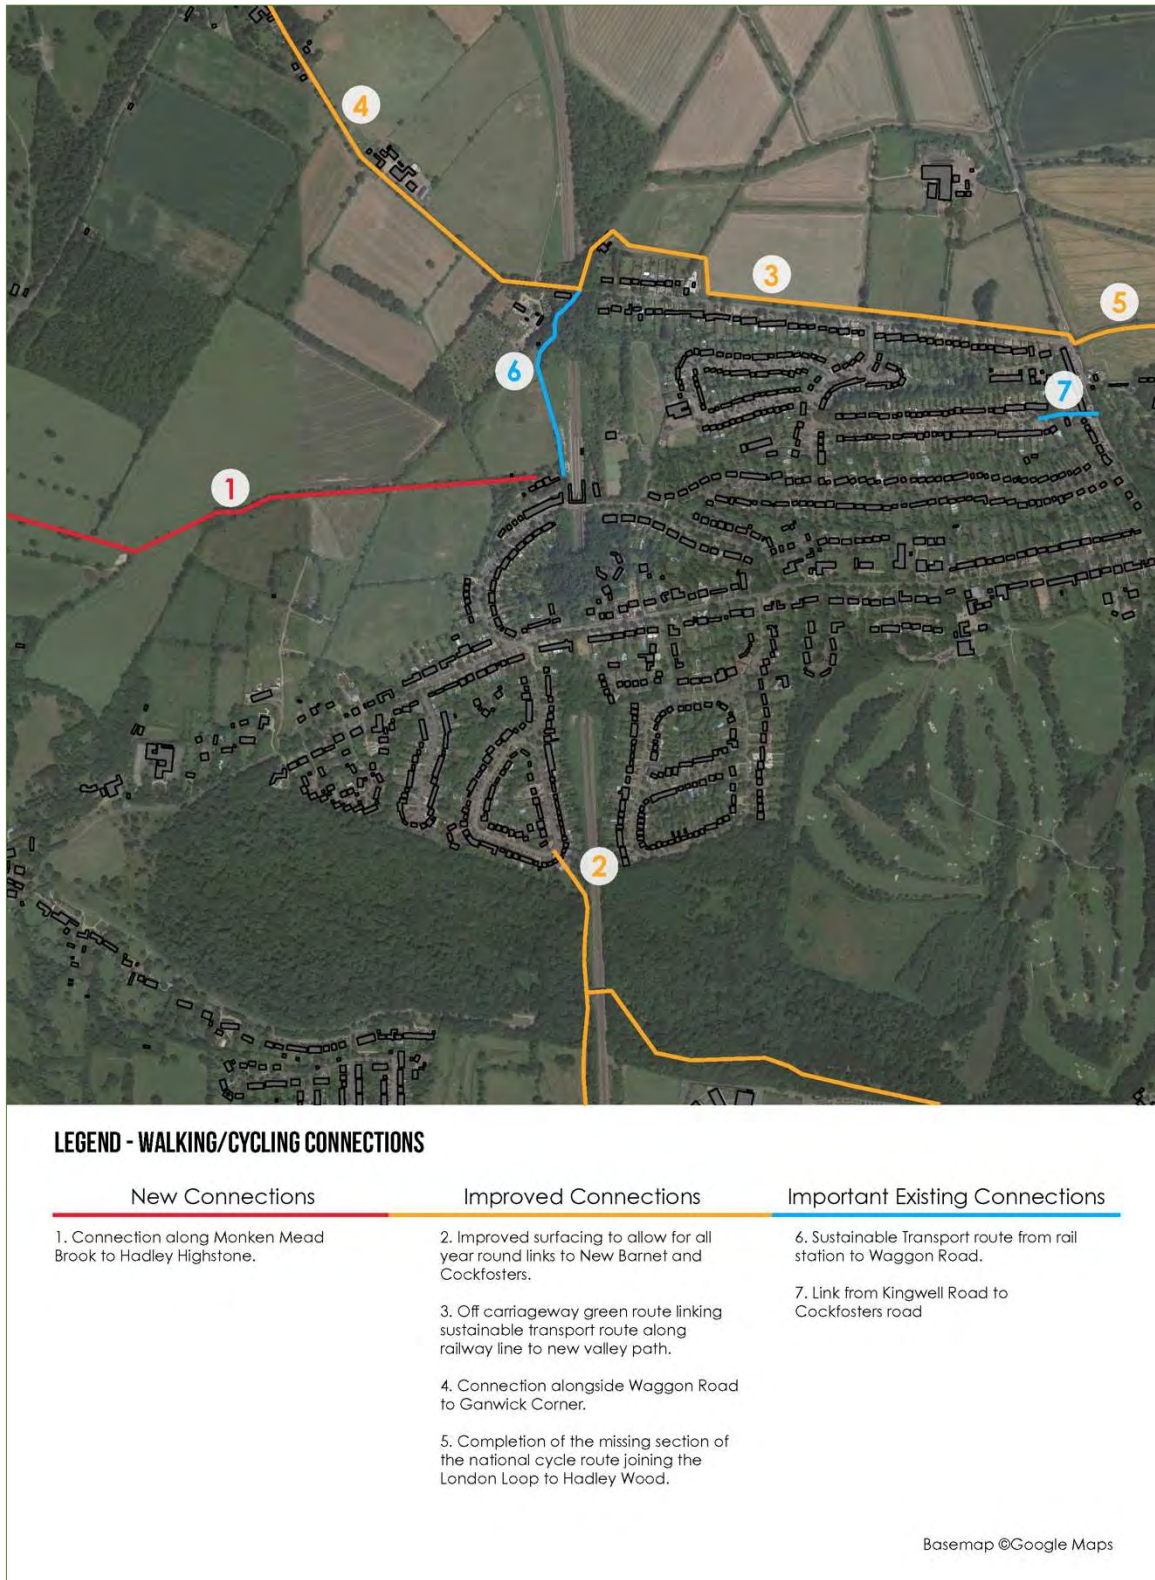 4
3
5
6
7
1
2
LEGEND - WALKING/CYCLING CONNECTIONS
New Connections
1. Connection along Monken Mead
Brook to Hadley Highstone.
Improved Connections
2. Improved surfacing to allow for all
year round links to New Barnet and
Cockfosters.
3. Off carriageway green route linking
sustainable transport route along
railway line to new valley path.
4. Connection alongside Waggon Road
to Ganwick Corner.
5. Completion of the missing section of
the national cycle route joining the
London Loop to Hadley Wood.
Important Existing Connections
6. Sustainable Transport route from rail
station to Waggon Road.
7. Link from Kingwell Road to
Cockfosters road
Basemap ©Google Maps